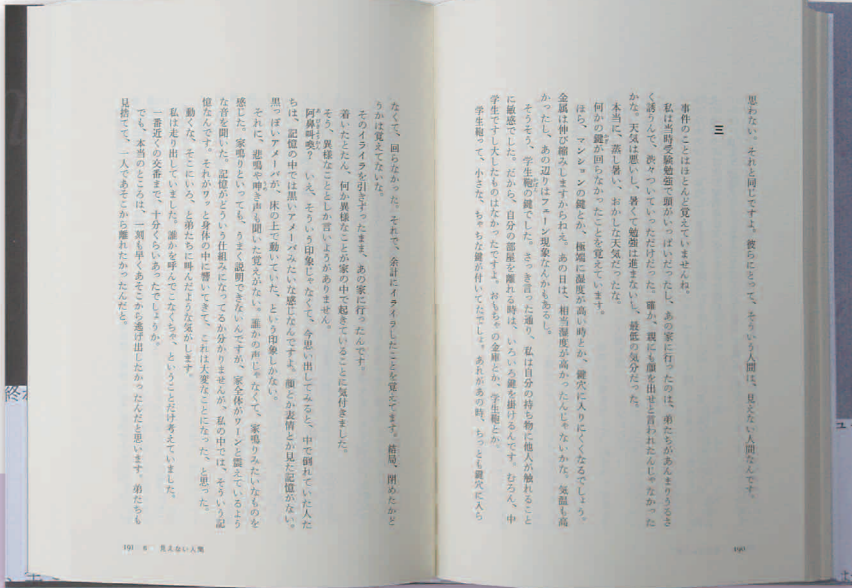 思わない。それと同じですよ。彼らにとって、そういう人間は、見えない人間なんです。
三
事件のことはほとんど覚えていませんね。
私は当時受験勉強で頭がいっぱいだったし、あの家に行ったのは、弟たちがあんまりうるさ
く誘うんで、渋々ついていっただけだった。確か、親にも顔を出せと言われたんじゃなかった
かな。天気は悪いし、暑くて勉強は進まないし、最低の気分だった。
本当に、蒸し暑い、おかしな天気だったな。
何かの鍵が回らなかったことを覚えています。
ほら、マンションの鍵とか、極端に湿度が高い時とか、鍵穴に入りにくくなるでしょう。
金属は伸び縮みしますからねえ。あの日は、相当湿度が高かったんじゃないかな。気温も高
かったし、あの辺りはフェーン現象なんかもあるし。
そうそう、学生鞄の鍵でした。さっき言った通り、私は自分の持ち物に他人が触れること
に敏感でした。だから、自分の部屋を離れる時は、いろいろ鍵を掛けるんです。むろん、中
学生ですしたいしたものはなかったですよ。おもちゃの金庫とか、学生鞄とか。
学生鞄って、小さな、ちゃちな鍵が付いてたでしょ。あれがあの時、ちっとも鍵穴に入ら
190
なくて、回らなかった。それで、余計にイライラしたことを覚えてます。結局、閉めたかど
うかは覚えてないな。
そのイライラを引きずったまま、あの家に行ったんです。
着いたとたん、何か異様なことが家の中で起きていることに気付きました。
そう、異様なこととしか言いようがありません。
阿鼻叫喚？ いえ、そういう印象じゃなくて、今思い出してみると、中で倒れていた人た
ちは、記憶の中では黒いアメーバみたいな感じなんですよ。顔とか表情とか見た記憶がない。
黒っぽいアメーバが、床の上で動いていた、という印象しかない。
それに、悲鳴や呻き声も聞いた覚えがない。誰かの声じゃなくて、家鳴りみたいなものを
感じた。家鳴りといっても、うまく説明できないんですが、家全体がワーンと震えているよう
な音を聞いた。記憶がどういう仕組みになってるか分かりませんが、私の中では、そういう記
憶なんです。それがワッと身体の中に響いてきて、これは大変なことになった、と思った。
動くな、そこにいろ、と弟たちに叫んだような気がします。
私は走り出していました。誰かを呼んでこなくちゃ、ということだけ考えていました。
一番近くの交番まで、十分くらいあったでしょうか。
でも、本当のところは、一刻も早くあそこから逃げ出したかったんだと思います。弟たちも
見捨てて、一人であそこから離れたかったんだと。
191 6 見えない人間